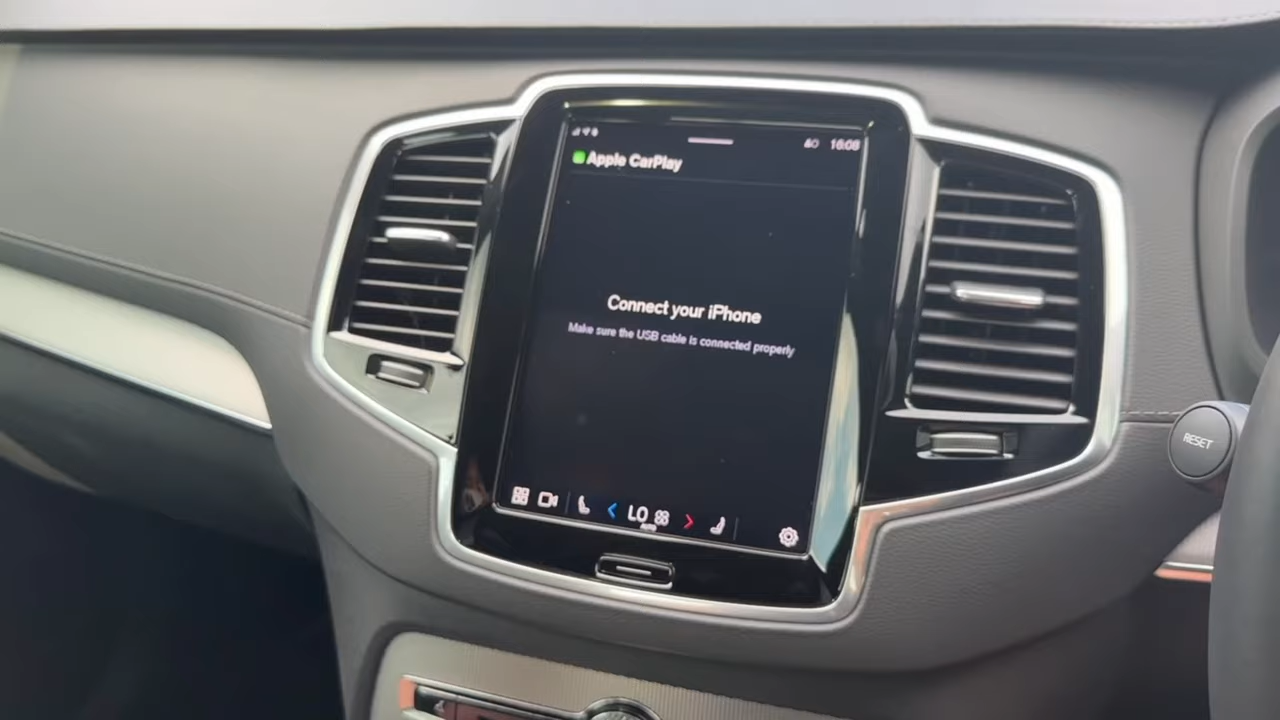 16:08
Apple CarPlay
Connect your iPhone
Make sure the USB cable is connected properly
LO
AUTO
RESET